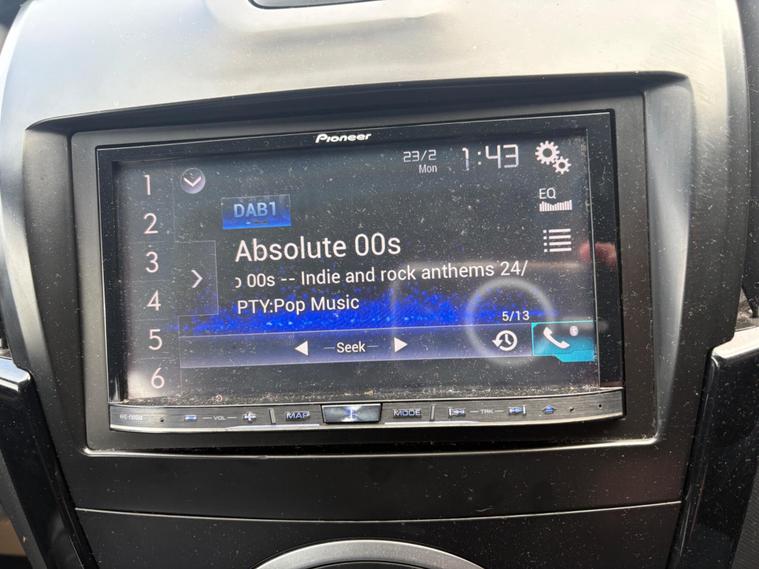 Pioneer
23/2 1:43
Mon
1
2
3
4
5
6
DAB1
EQ
Absolute 00s
00s -- Indie and rock anthems 24/
PTY:Pop Music
5/13
Seek
VOL MAP MODE TRK